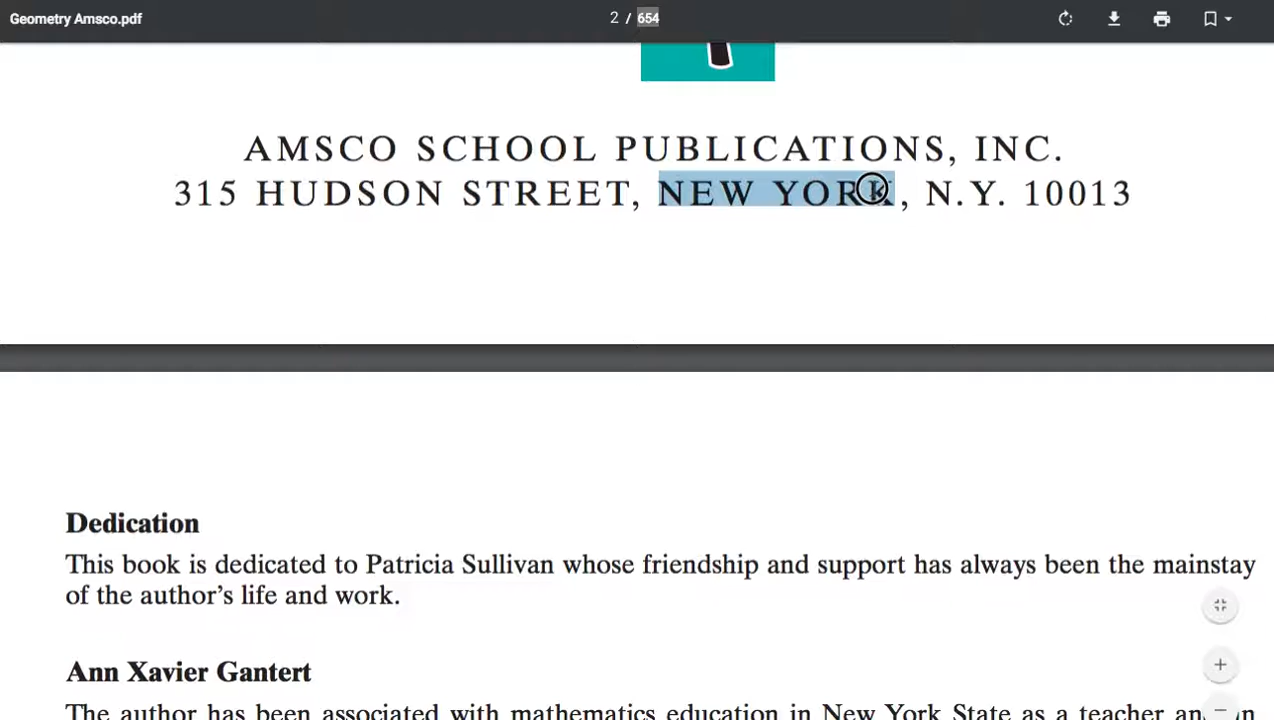 Geometry Amsco.pdf
2 / 654
AMSCO SCHOOL PUBLICATIONS, INC.
315 HUDSON STREET, NEW YORK, N.Y. 10013
Dedication
This book is dedicated to Patricia Sullivan whose friendship and support has always been the mainstay
of the author's life and work.
Ann Xavier Gantert
The author has been associated with mathematics education in New York State as a teacher an